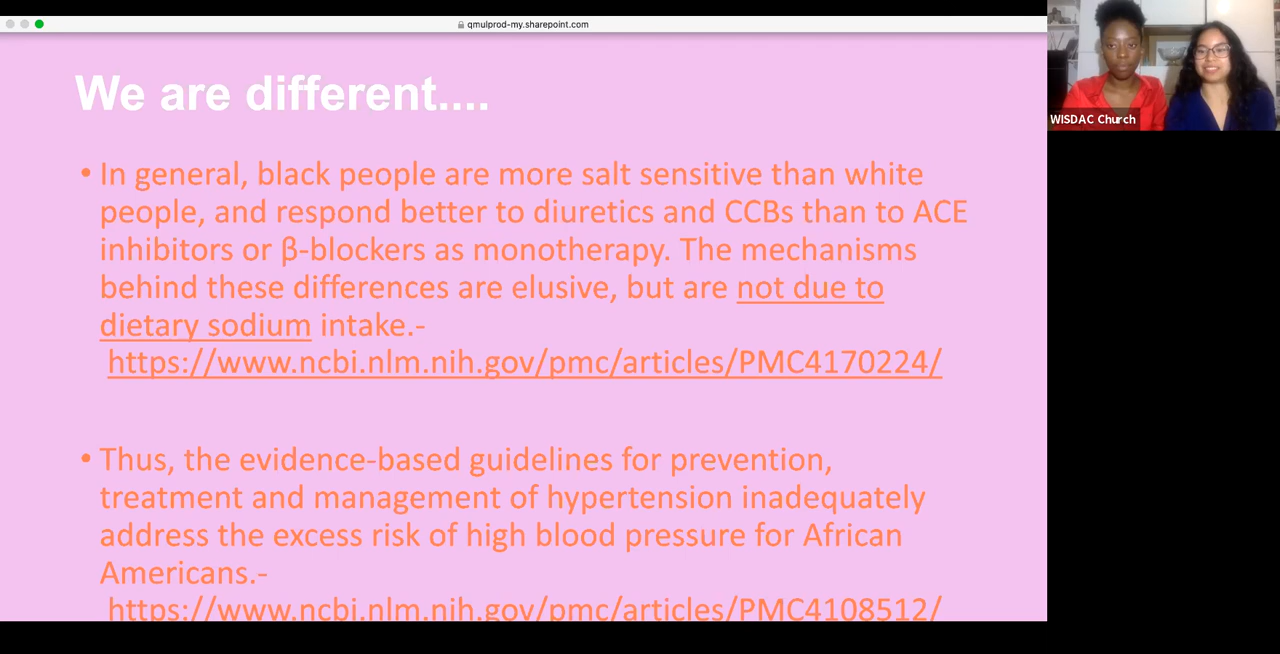 qmulprod-my.sharepoint.com
We are different....
• In general, black people are more salt sensitive than white
people, and respond better to diuretics and CCBs than to ACE
inhibitors or β-blockers as monotherapy. The mechanisms
behind these differences are elusive, but are not due to
dietary sodium intake.-
https://www.ncbi.nlm.nih.gov/pmc/articles/PMC4170224/
• Thus, the evidence-based guidelines for prevention,
treatment and management of hypertension inadequately
address the excess risk of high blood pressure for African
Americans.-
https://www.ncbi.nlm.nih.gov/pmc/articles/PMC4108512/
WISDAC Church